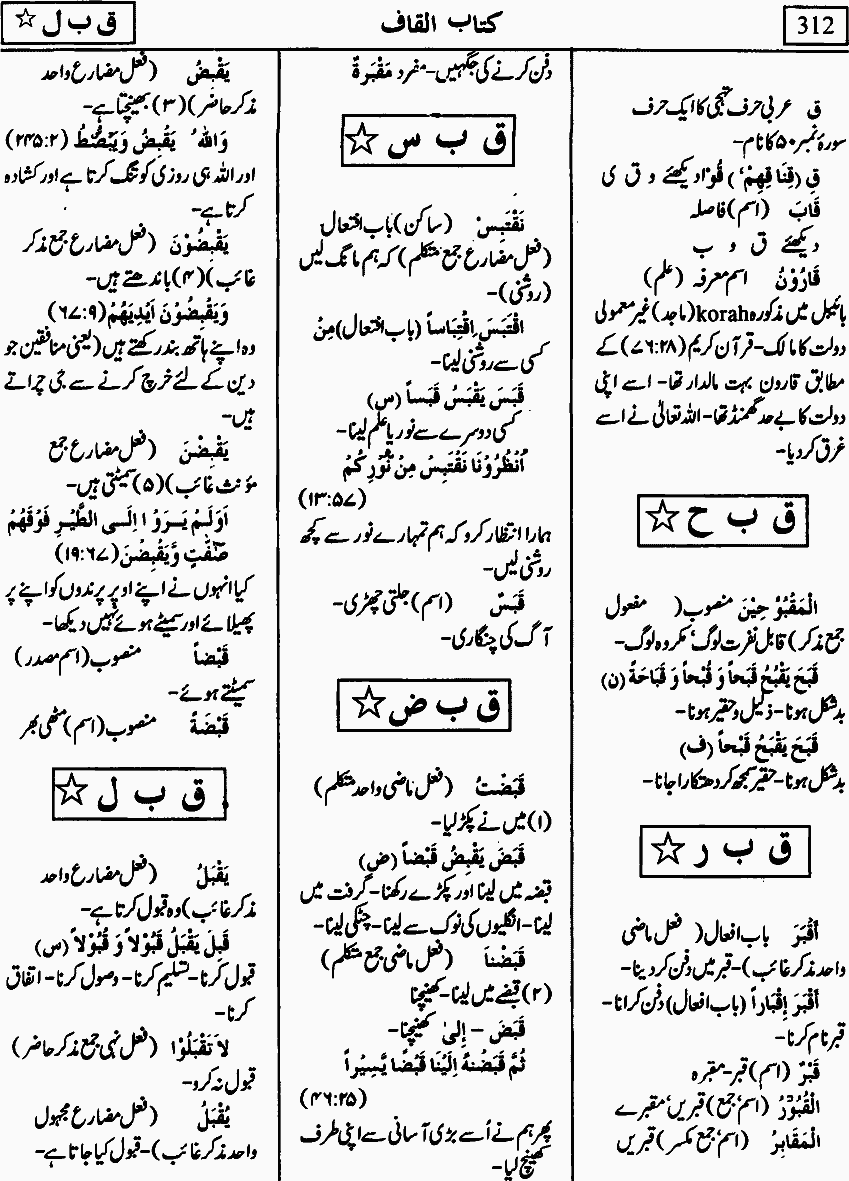 312
کتاب القاف
ق ب ل ☆
ق عربی حرف تہجی کا ایک حرف
سورۃ نمبر ۵۰ کا نام-
قِ (قِنَا قِهِمْ،) قُوْا دیکھئے و ق ی
قَابَ (اسم) فاصلہ
دیکھئے ق و ب
قَارُوْنُ اسم معرفہ (علم)
بائیبل میں مذکورہ korah (ماجد) غیر معمولی
دولت کا مالک- قرآن کریم (۷۶:۲۸) کے
مطابق قارون بہت مالدار تھا- اسے اپنی
دولت کا بے حد گھمنڈ تھا- اللہ تعالیٰ نے اسے
غرق کر دیا-
ق ب ح ☆
الْمَقْبُوْحِيْنَ منصوب ( مفعول
جمع مذکر) قابل نفرت لوگ، مکروہ لوگ-
قَبَحَ يَقْبُحُ قَبَحاً وَ قُبْحاً وَ قَبَاحَةً (ن)
بد شکل ہونا- ذلیل و حقیر ہونا-
قَبَحَ يَقْبَحُ قَبْحاً (ف)
بد شکل ہونا- حقیر سمجھ کر دھتکارا جانا-
ق ب ر ☆
اَقْبَرَ باب افعال ( فعل ماضی
واحد مذکر غائب)- قبر میں دفن کر دینا-
اَقْبَرَ اِقْبَاراً (باب افعال) دفن کرانا-
قبر نام کرنا-
قَبْرٌ (اسم) قبر- مقبرہ
الْقُبُوْرُ (اسم، جمع) قبریں، مقبرے
الْمَقَابِرُ (اسم، جمع مکسر) قبریں
دفن کرنے کی جگہیں- مفرد مَقْبَرَةٌ
ق ب س ☆
نَقْتَبِسْ (ساکن) باب افتعال
(فعل مضارع جمع متکلم) کہ ہم مانگ لیں
(روشنی)-
اقْتَبَسَ اِقْتِبَاساً (باب افتعال) مِنْ
کسی سے روشنی لینا-
قَبَسَ يَقْبَسُ قَبَساً (س)
کسی دوسرے سے نور یا علم لینا-
اُنْظُرُوْنَا نَقْتَبِسْ مِنْ نُّوْرِكُمْ
(۱۳:۵۷)
ہمارا انتظار کرو کہ ہم تمہارے نور سے کچھ
روشنی لیں-
قَبَسٌ (اسم) جلتی چھڑی-
آگ کی چنگاری-
ق ب ض ☆
قَبَضْتُ (فعل ماضی واحد متکلم)
(۱) میں نے پکڑ لیا-
قَبَضَ يَقْبِضُ قَبْضاً (ض)
قبضہ میں لینا اور پکڑے رکھنا- گرفت میں
لینا- انگلیوں کی نوک سے لینا- چٹکی لینا-
قَبَضْنَا (فعل ماضی جمع متکلم)
(۲) قبضے میں لینا- کھینچنا
قَبَضَ - اِلىٰ کھینچنا-
ثُمَّ قَبَضْنٰهُ اِلَيْنَا قَبْضًا يَّسِيْراً
(۴۶:۲۵)
پھر ہم نے اُسے بڑی آسانی سے اپنی طرف
کھینچ لیا-
يَقْبِضُ (فعل مضارع واحد
مذکر حاضر) (۳) بھینچتا ہے-
وَاللهُ يَقْبِضُ وَيَبْصُطُ (۲۴۵:۲)
اور اللہ ہی روزی کو تنگ کرتا ہے اور کشادہ
کرتا ہے-
يَقْبِضُوْنَ (فعل مضارع جمع مذکر
غائب) (۴) باندھتے ہیں-
وَيَقْبِضُوْنَ اَيْدِيَهُمْ (۶۷:۹)
وہ اپنے ہاتھ بند رکھتے ہیں (یعنی منافقین جو
دین کے لئے خرچ کرنے سے جی چراتے
ہیں-
يَقْبِضْنَ (فعل مضارع جمع
مؤنث غائب) (۵) سمیٹتی ہیں-
اَوَلَمْ يَرَوْا اِلَى الطَّيْرِ فَوْقَهُمْ
صٰفّٰتٍ وَّيَقْبِضْنَ (۱۹:۶۷)
کیا انہوں نے اپنے اوپر پرندوں کو اپنے پر
پھیلائے اور سمیٹے ہوئے نہیں دیکھا-
قَبْضاً منصوب (اسم مصدر)
سمیٹتے ہوئے-
قَبْضَةً منصوب (اسم) مٹھی بھر
ق ب ل ☆
يَقْبَلُ (فعل مضارع واحد
مذکر غائب) وہ قبول کرتا ہے-
قَبِلَ يَقْبَلُ قَبُوْلاً وَ قُبُوْلاً (س)
قبول کرنا- تسلیم کرنا- وصول کرنا- اتفاق
کرنا-
لاَ تَقْبَلُوْا (فعل نہی جمع مذکر حاضر)
قبول نہ کرو-
يُقْبَلُ (فعل مضارع مجہول
واحد مذکر غائب)- قبول کیا جاتا ہے-